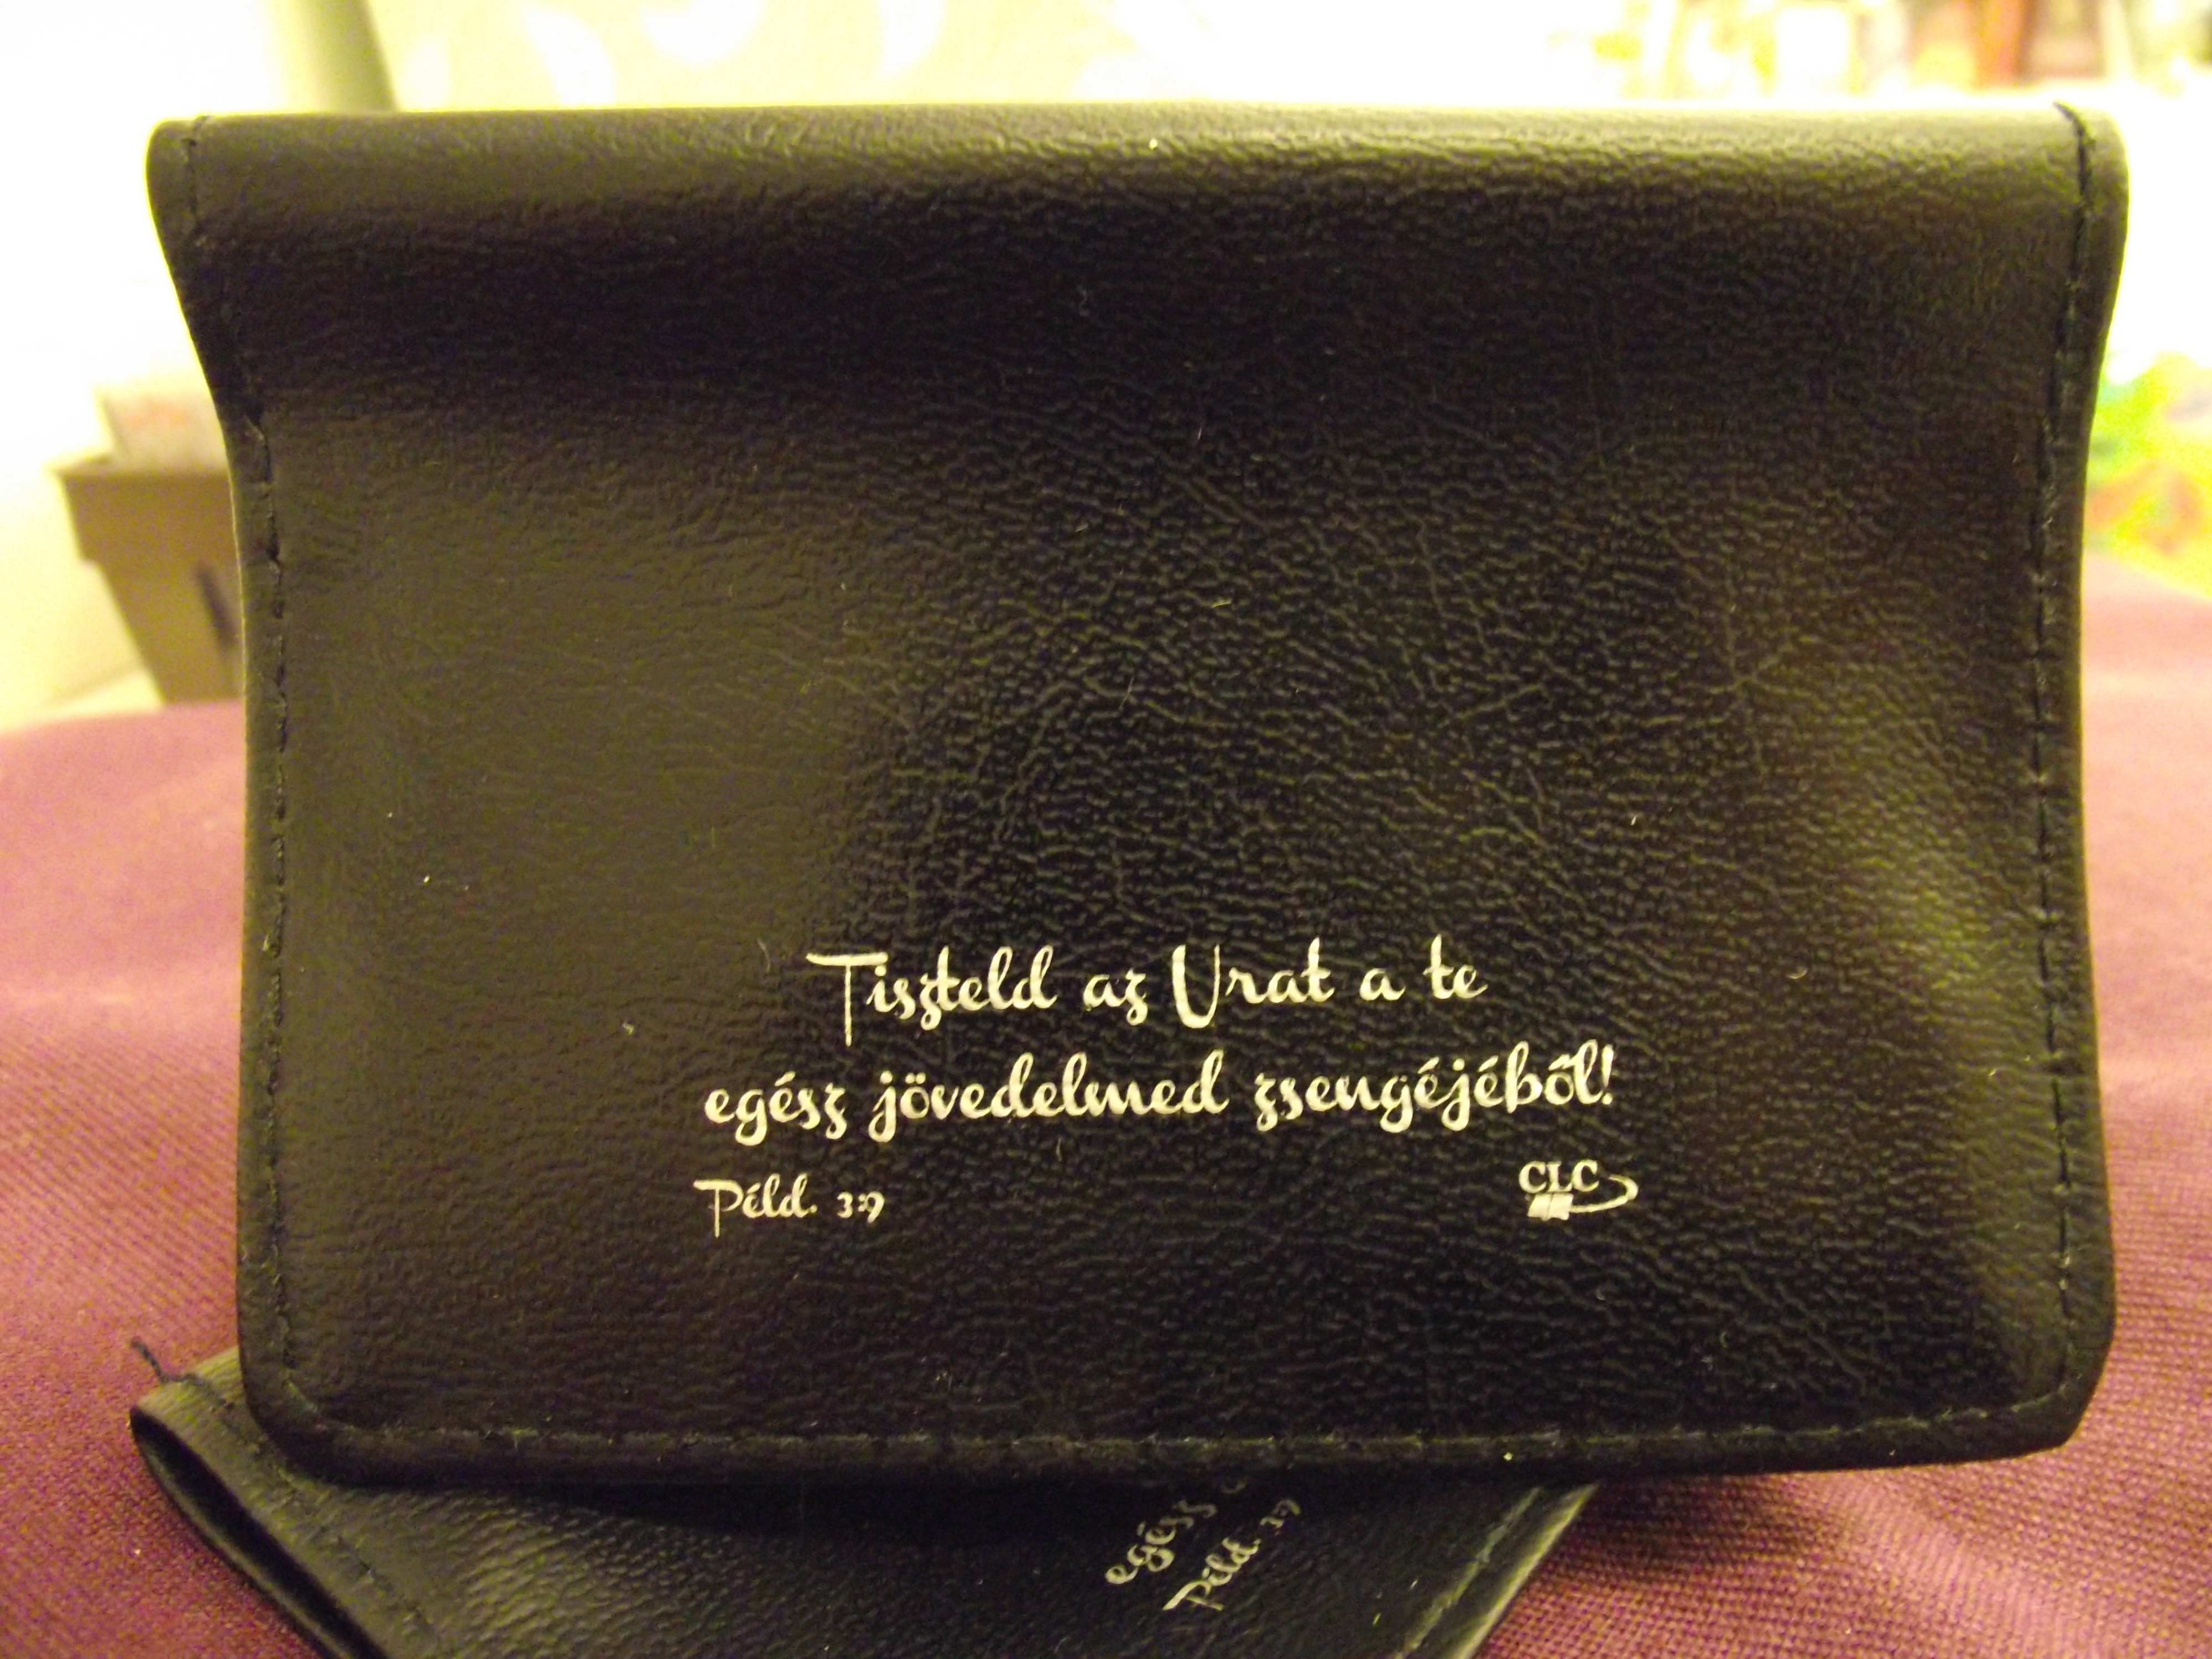 Tiszteld az Urat a te
egész jövedelmed zsengéjéből!
Péld. 3:9
CLC
egész
Péld. 3:9